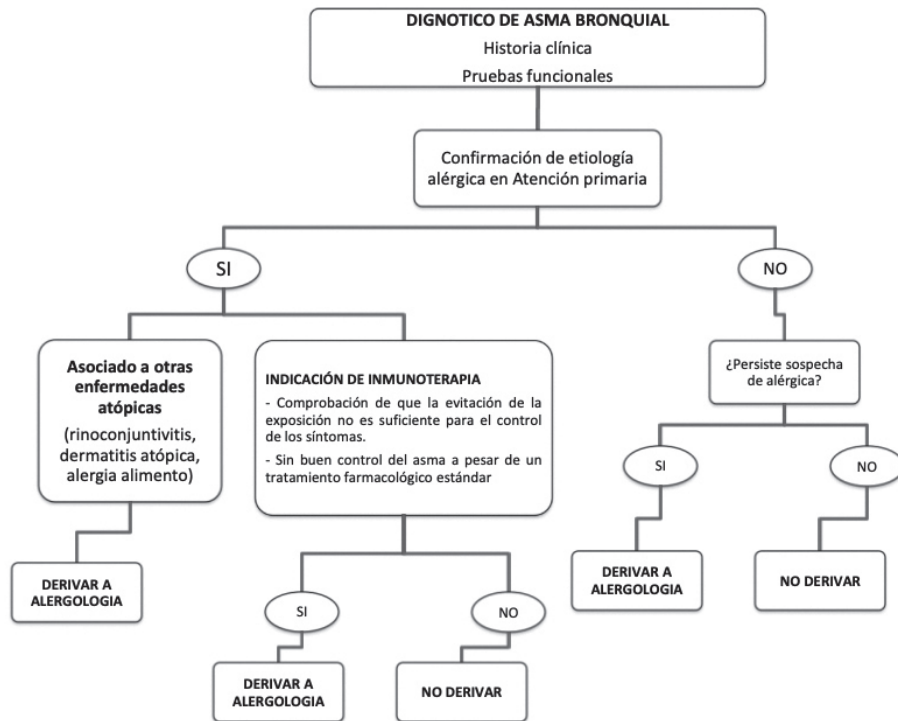 DIGNOTICO DE ASMA BRONQUIAL
Historia clínica
Pruebas funcionales
Confirmación de etiología
alérgica en Atención primaria
SI
NO
Asociado a otras
enfermedades
atópicas
(rinoconjuntivitis,
dermatitis atópica,
alergia alimento)
INDICACIÓN DE INMUNOTERAPIA
- Comprobación de que la evitación de la
exposición no es suficiente para el control
de los síntomas.
- Sin buen control del asma a pesar de un
tratamiento farmacológico estándar
¿Persiste sospecha
de alérgica?
SI
NO
DERIVAR A
ALERGOLOGIA
SI
NO
DERIVAR A
ALERGOLOGIA
NO DERIVAR
DERIVAR A
ALERGOLOGIA
NO DERIVAR